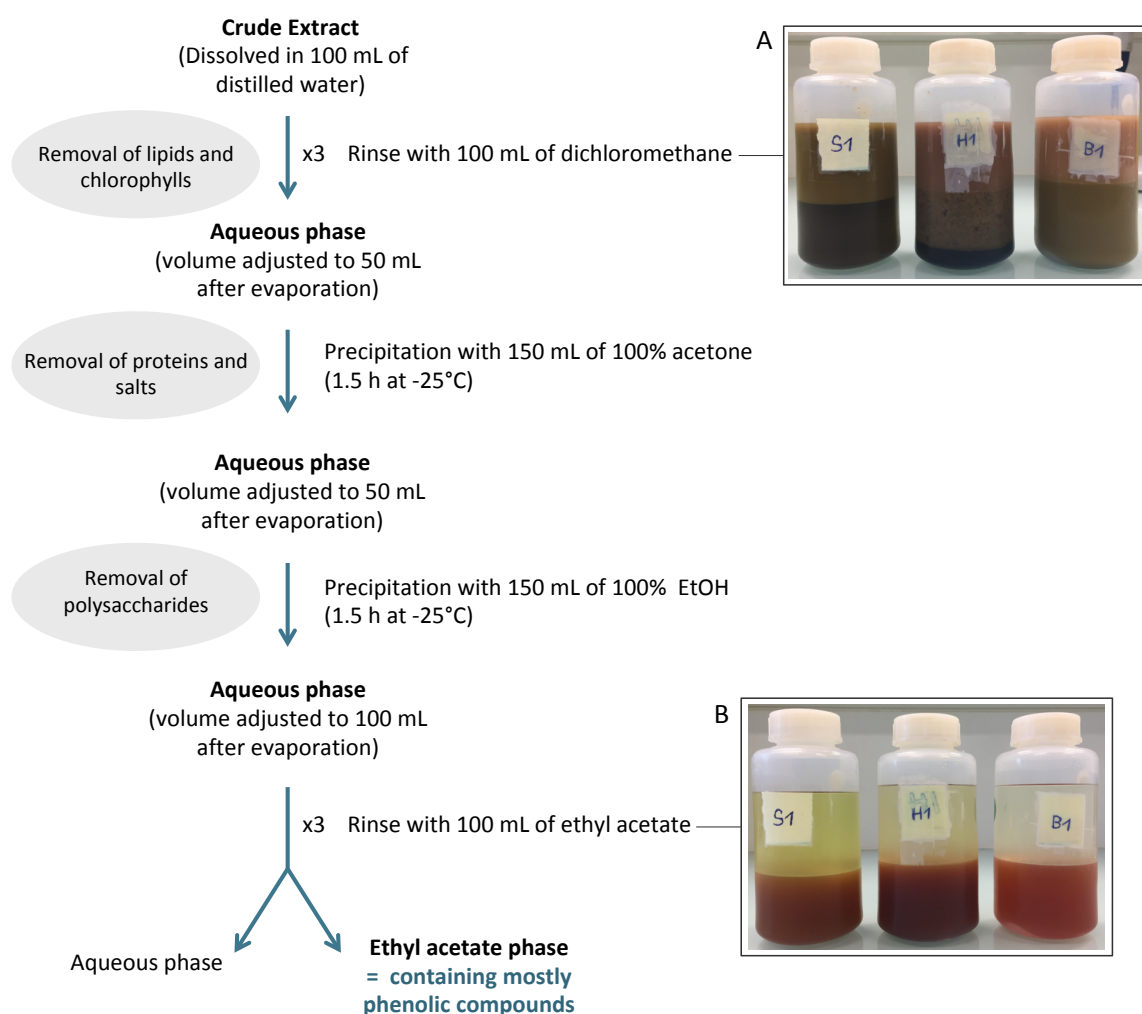 Crude Extract
(Dissolved in 100 mL of
distilled water)
Removal of lipids and
chlorophylls
x3 Rinse with 100 mL of dichloromethane
A
S1
H1
B1
Aqueous phase
(volume adjusted to 50 mL
after evaporation)
Removal of proteins and
salts
Precipitation with 150 mL of 100% acetone
(1.5 h at -25°C)
Aqueous phase
(volume adjusted to 50 mL
after evaporation)
Removal of
polysaccharides
Precipitation with 150 mL of 100% EtOH
(1.5 h at -25°C)
Aqueous phase
(volume adjusted to 100 mL
after evaporation)
x3 Rinse with 100 mL of ethyl acetate
B
S1
H1
B1
Aqueous phase
Ethyl acetate phase
= containing mostly
phenolic compounds